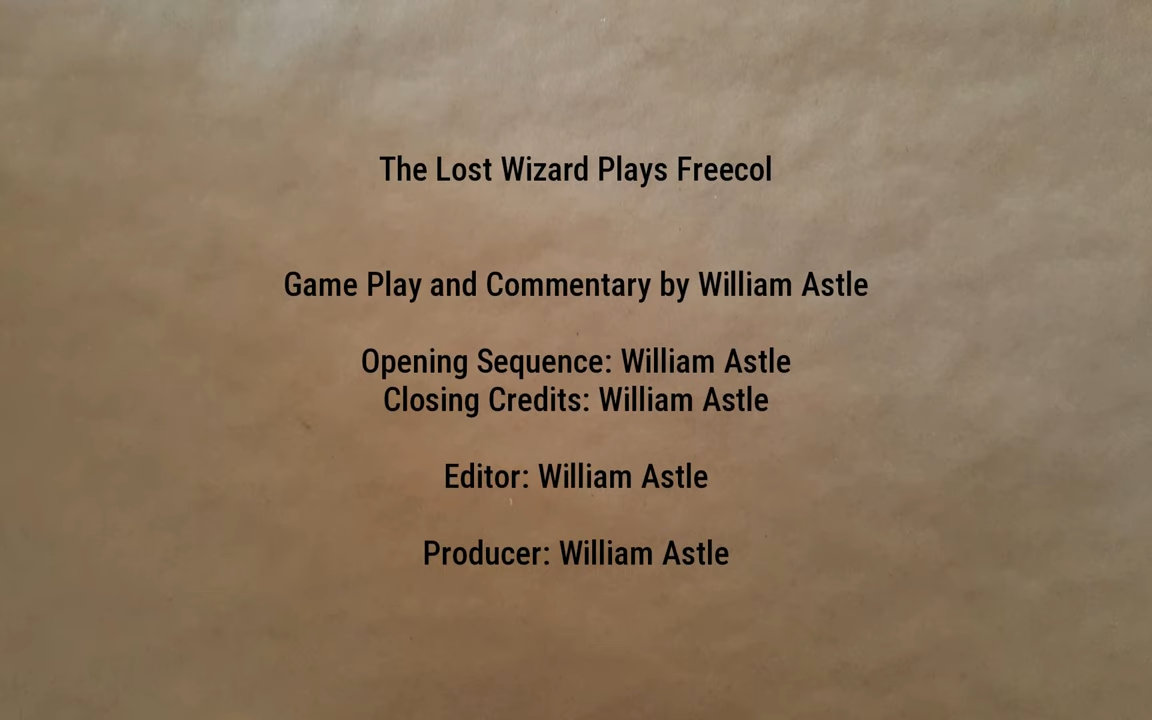 The Lost Wizard Plays Freecol
Game Play and Commentary by William Astle
Opening Sequence: William Astle
Closing Credits: William Astle
Editor: William Astle
Producer: William Astle